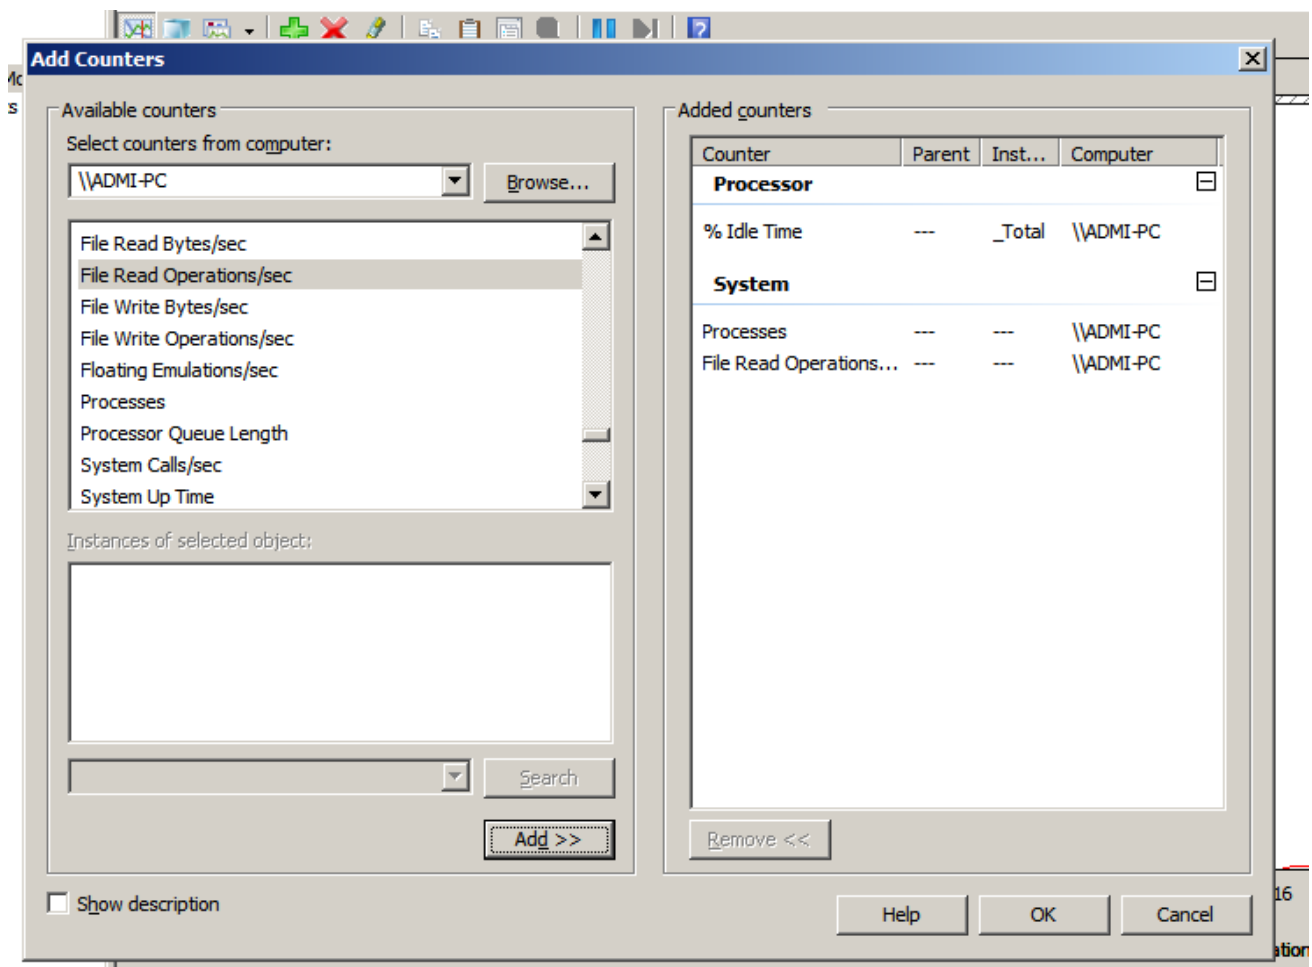 Add Counters
Available counters
Select counters from computer:
\\ADMI-PC
Browse...
File Read Bytes/sec
File Read Operations/sec
File Write Bytes/sec
File Write Operations/sec
Floating Emulations/sec
Processes
Processor Queue Length
System Calls/sec
System Up Time
Instances of selected object:
Search
Add >>
Show description
Added counters
Counter Parent Inst... Computer
Processor
% Idle Time --- _Total \\ADMI-PC
System
Processes --- --- \\ADMI-PC
File Read Operations... --- --- \\ADMI-PC
Remove <<
Help OK Cancel
16